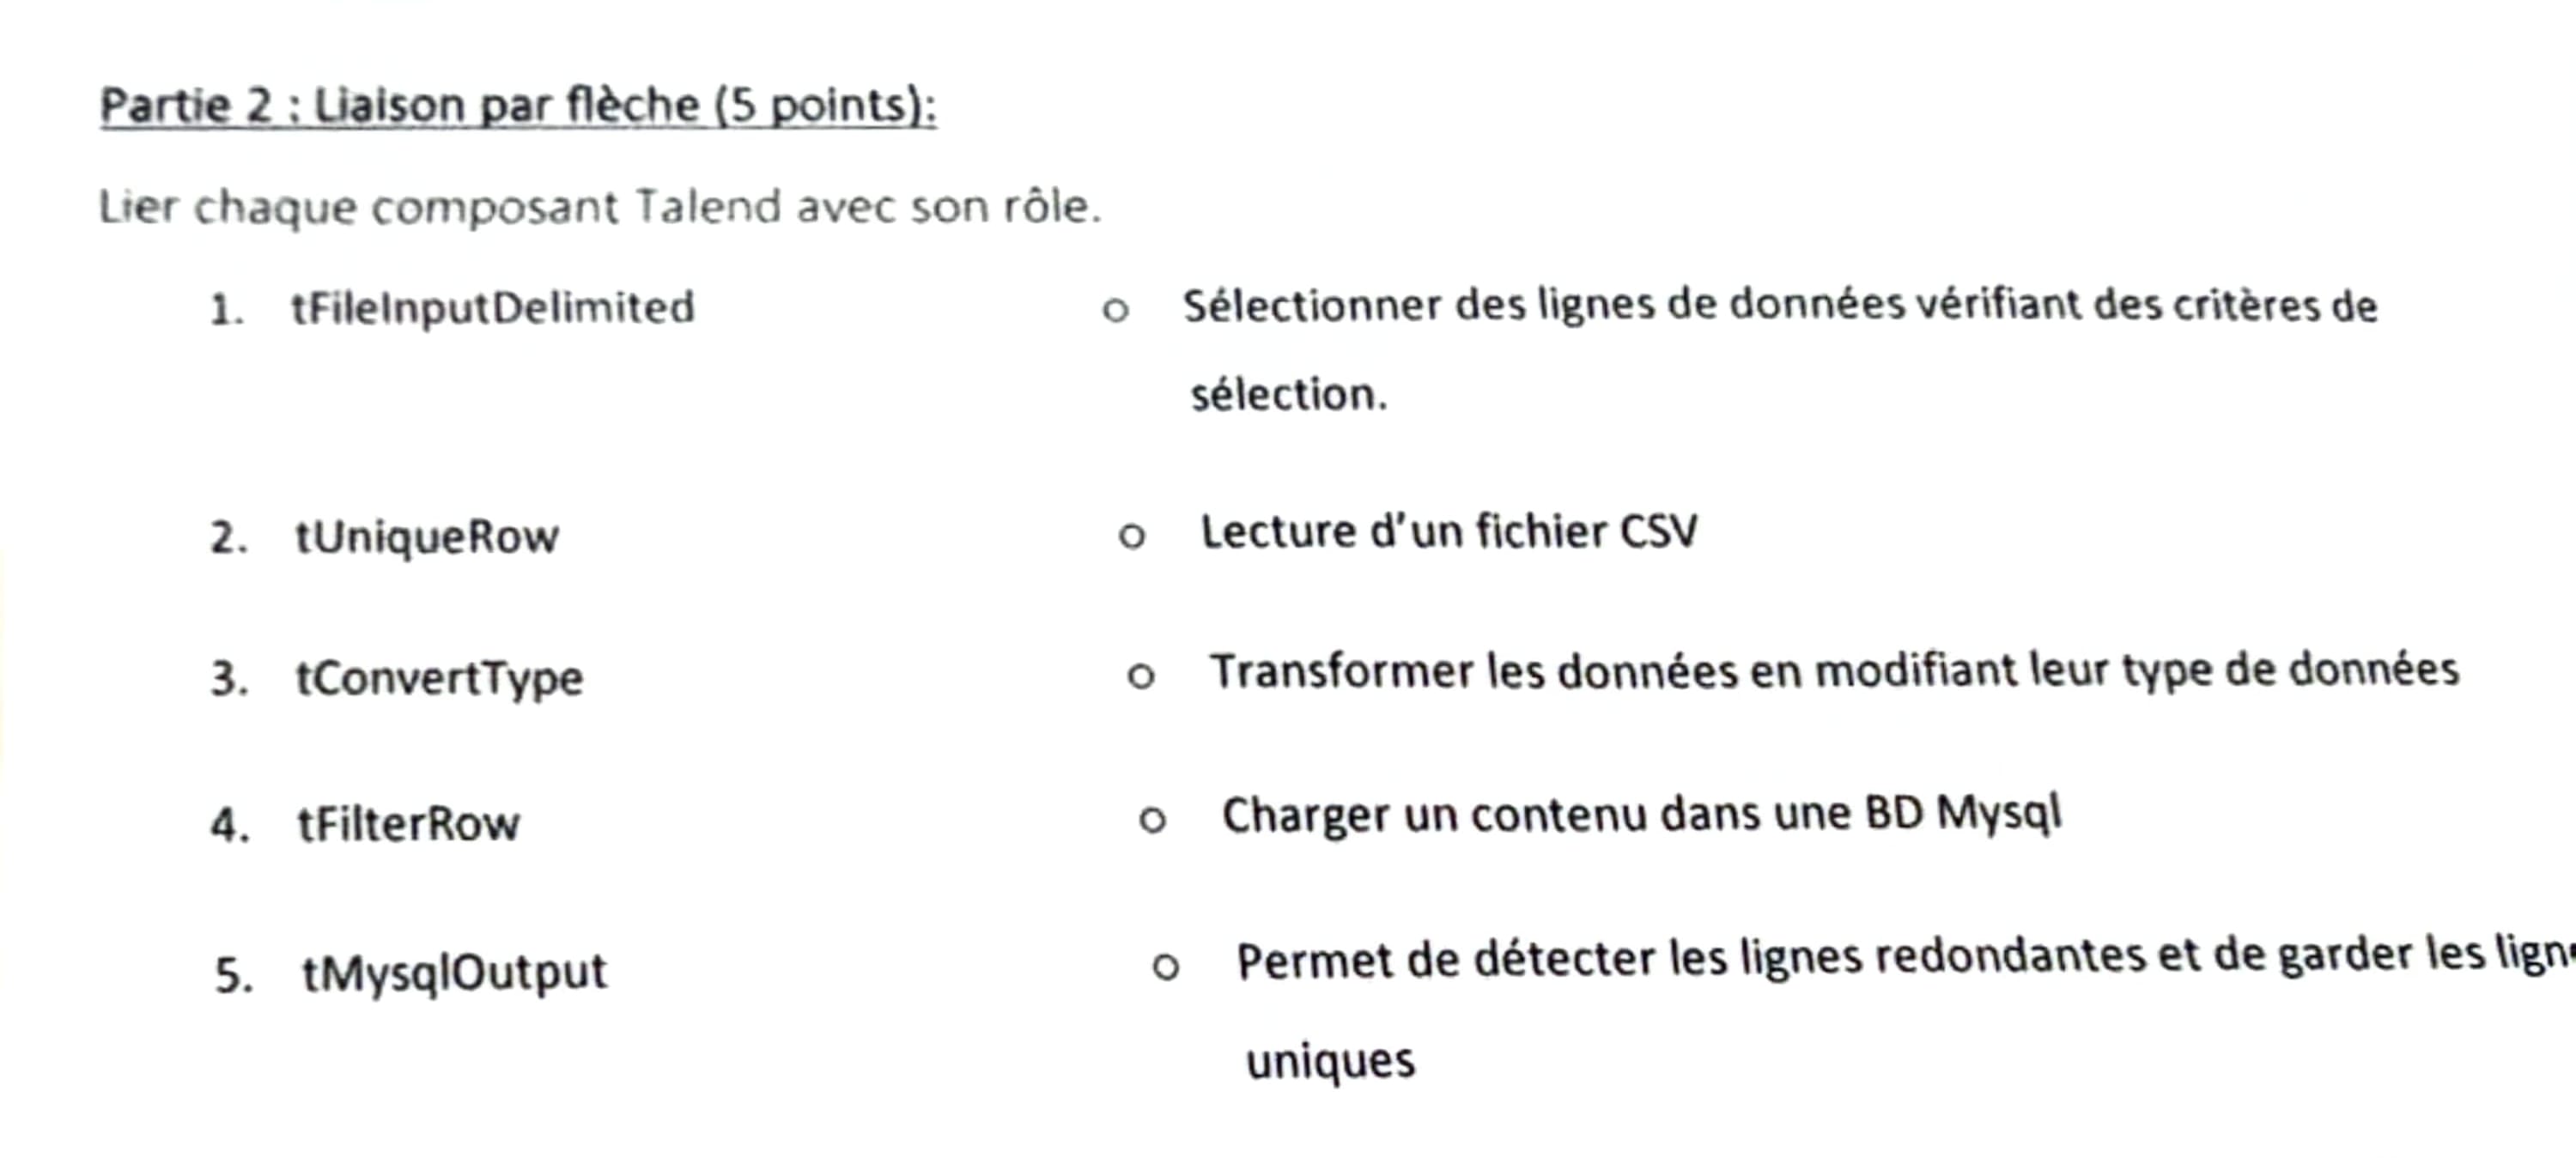 Partie 2 : Liaison par flèche (5 points):
Lier chaque composant Talend avec son rôle.
1. tFileInputDelimited
o Sélectionner des lignes de données vérifiant des critères de
sélection.
2. tUniqueRow
o Lecture d'un fichier CSV
3. tConvertType
o Transformer les données en modifiant leur type de données
4. tFilterRow
o Charger un contenu dans une BD Mysql
5. tMysqlOutput
o Permet de détecter les lignes redondantes et de garder les
uniques